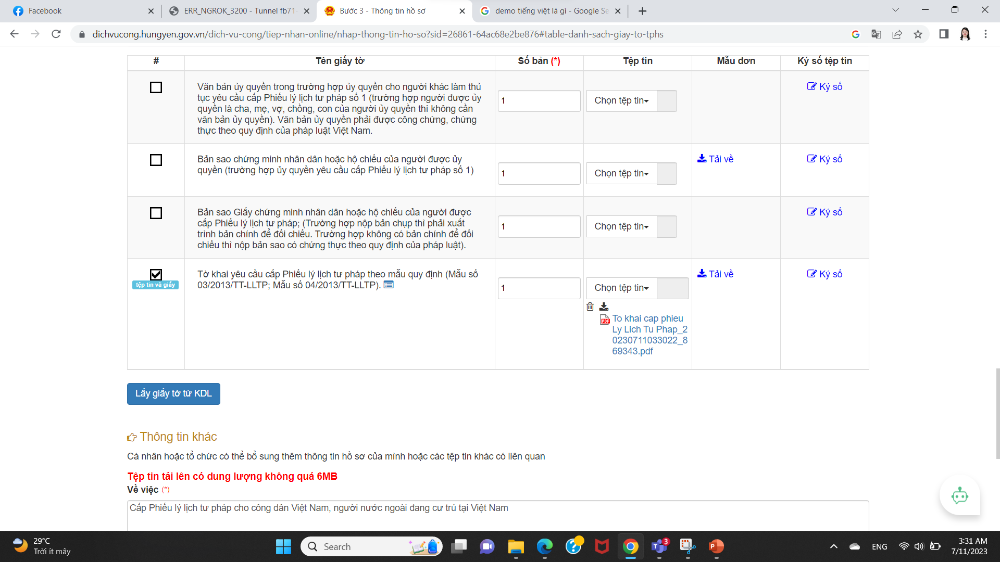 Facebook
ERR_NGROK_3200 - Tunnel fb71-
Bước 3 - Thông tin hồ sơ
demo tiếng việt là gì - Google Se
dichvucong.hungyen.gov.vn/dich-vu-cong/tiep-nhan-online/nhap-thong-tin-ho-so?sid=26861-64ac68e2be876#table-danh-sach-giay-to-tphs
# Tên giấy tờ Số bản (*) Tệp tin Mẫu đơn Ký số tệp tin
Văn bản ủy quyền trong trường hợp ủy quyền cho người khác làm thủ
tục yêu cầu cấp Phiếu lý lịch tư pháp số 1 (trường hợp người được ủy
quyền là cha, mẹ, vợ, chồng, con của người ủy quyền thì không cần
văn bản ủy quyền). Văn bản ủy quyền phải được công chứng, chứng
thực theo quy định của pháp luật Việt Nam.
1
Chọn tệp tin
Ký số
Bản sao chứng minh nhân dân hoặc hộ chiếu của người được ủy
quyền (trường hợp ủy quyền yêu cầu cấp Phiếu lý lịch tư pháp số 1)
1
Chọn tệp tin
Tải về
Ký số
Bản sao Giấy chứng minh nhân dân hoặc hộ chiếu của người được
cấp Phiếu lý lịch tư pháp; (Trường hợp nộp bản chụp thì phải xuất
trình bản chính để đối chiếu. Trường hợp không có bản chính để đối
chiếu thì nộp bản sao có chứng thực theo quy định của pháp luật).
1
Chọn tệp tin
Ký số
tệp tin và giấy
Tờ khai yêu cầu cấp Phiếu lý lịch tư pháp theo mẫu quy định (Mẫu số
03/2013/TT-LLTP; Mẫu số 04/2013/TT-LLTP).
1
Chọn tệp tin
PDF
To khai cap phieu
Ly Lich Tu Phap_2
0230711033022_8
69343.pdf
Tải về
Ký số
Lấy giấy tờ từ KDL
Thông tin khác
Cá nhân hoặc tổ chức có thể bổ sung thêm thông tin hồ sơ của mình hoặc các tệp tin khác có liên quan
Tệp tin tải lên có dung lượng không quá 6MB
Về việc (*)
Cấp Phiếu lý lịch tư pháp cho công dân Việt Nam, người nước ngoài đang cư trú tại Việt Nam
29°C
Trời ít mây
Search
3
ENG
3:31 AM
7/11/2023